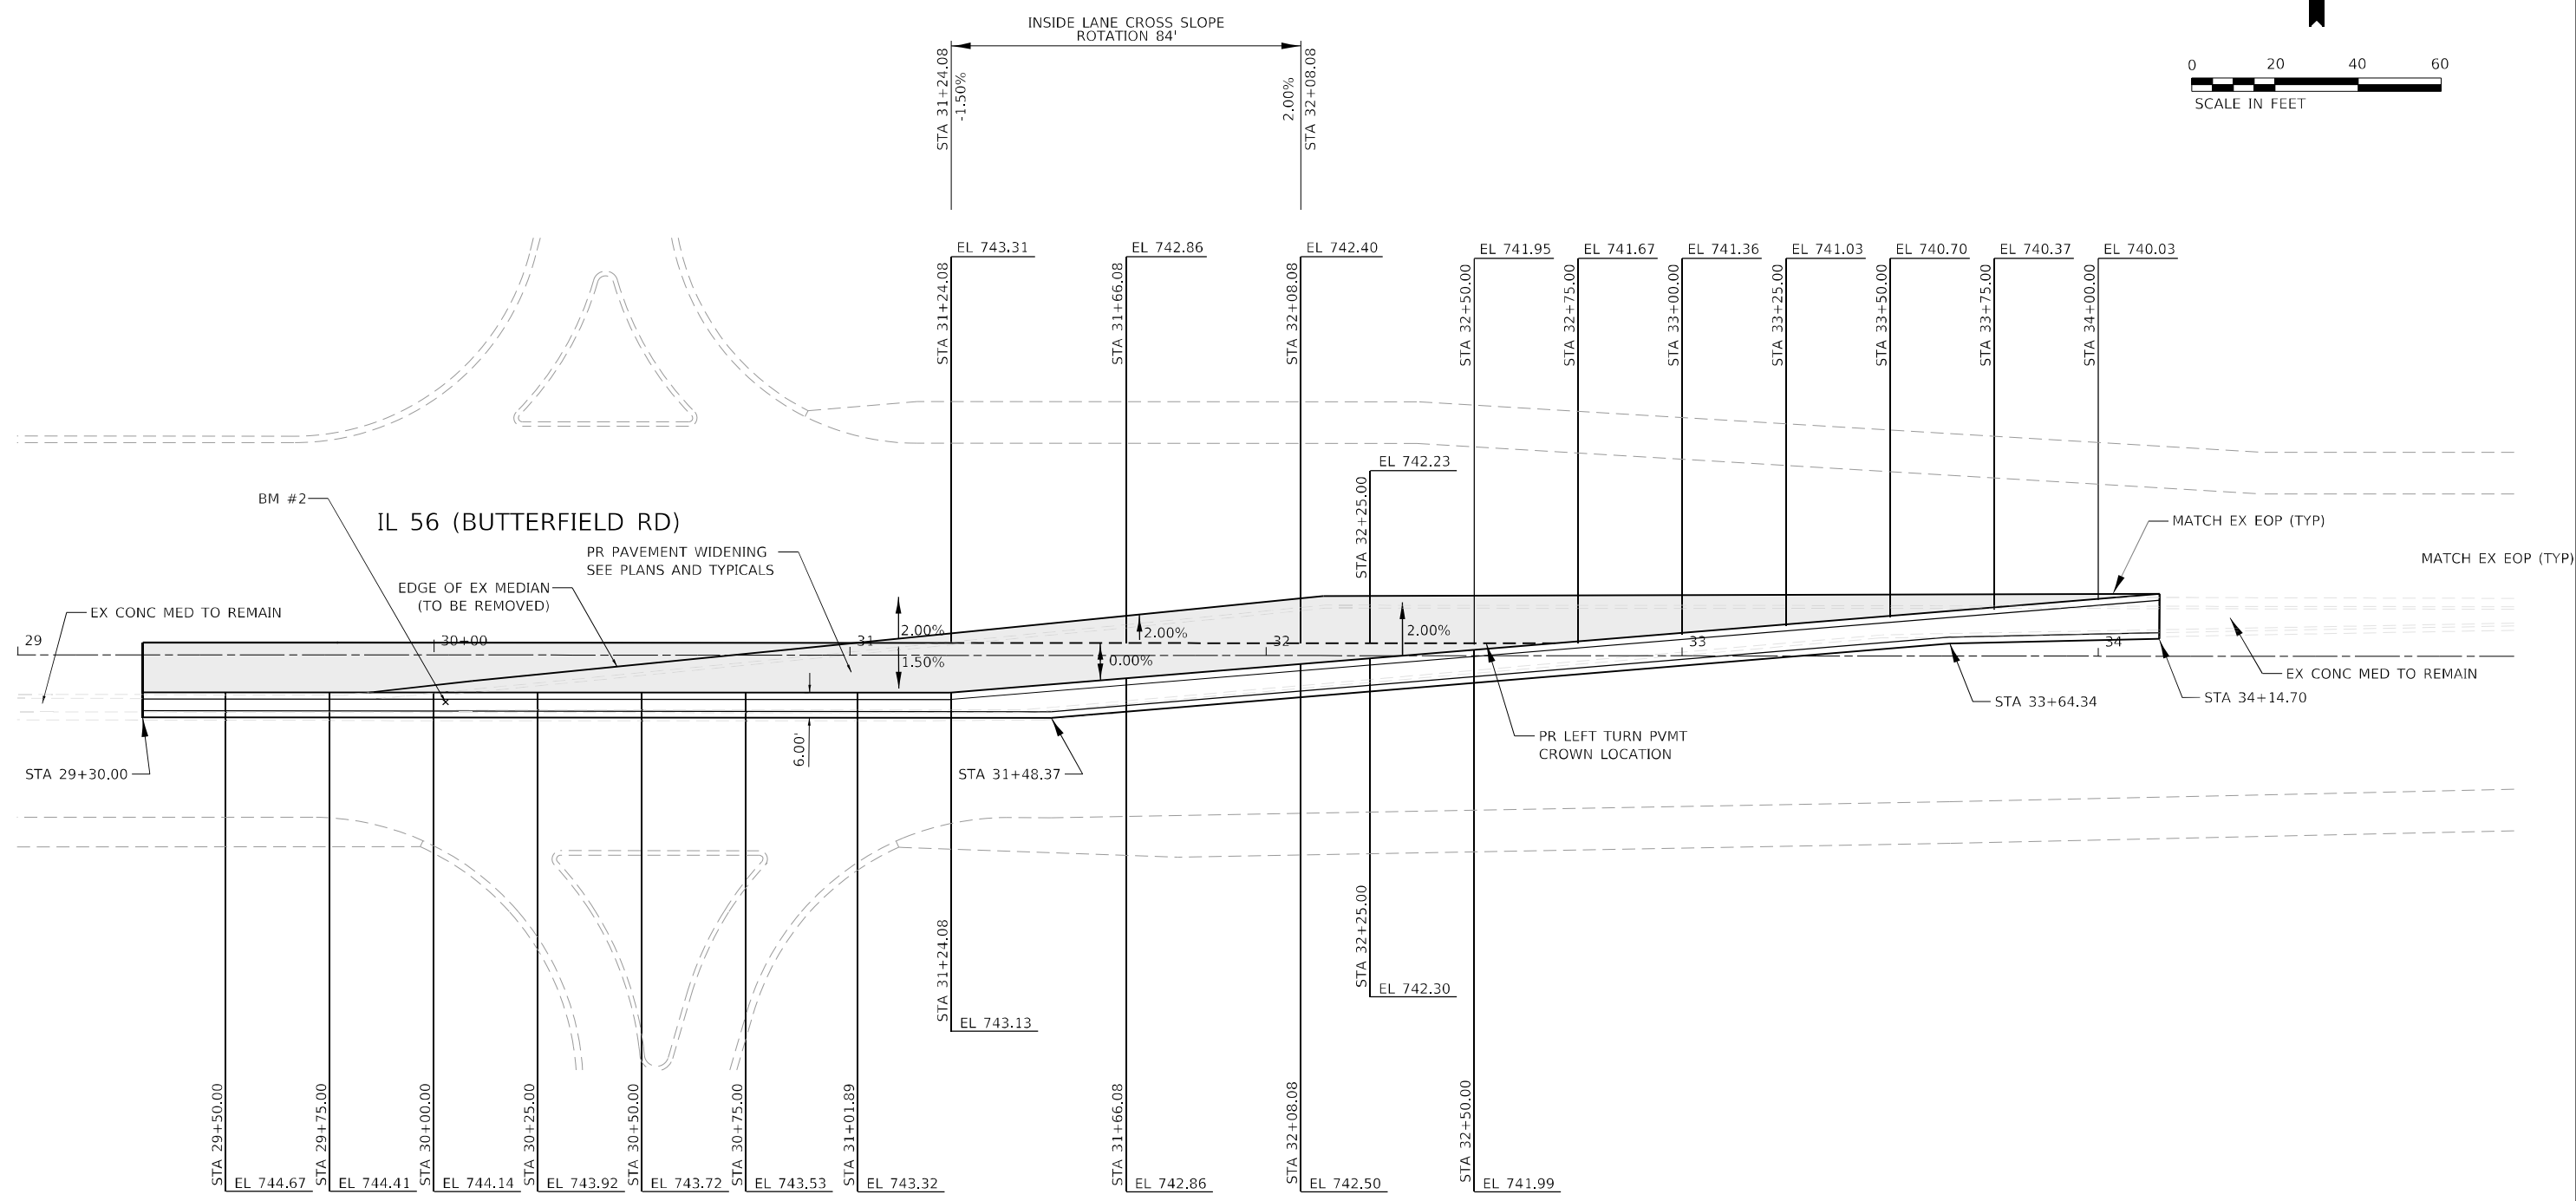 INSIDE LANE CROSS SLOPE
ROTATION 84'
STA 31+24.08
-1.50%
2.00%
STA 32+08.08
0 20 40 60
SCALE IN FEET
EL 743.31
EL 742.86
EL 742.40
EL 741.95
EL 741.67
EL 741.36
EL 741.03
EL 740.70
EL 740.37
EL 740.03
STA 31+24.08
STA 31+66.08
STA 32+08.08
STA 32+50.00
STA 32+75.00
STA 33+00.00
STA 33+25.00
STA 33+50.00
STA 33+75.00
STA 34+00.00
EL 742.23
STA 32+25.00
BM #2
IL 56 (BUTTERFIELD RD)
PR PAVEMENT WIDENING
SEE PLANS AND TYPICALS
EDGE OF EX MEDIAN
(TO BE REMOVED)
EX CONC MED TO REMAIN
MATCH EX EOP (TYP)
MATCH EX EOP (TYP)
29
30+00
31
32
33
34
2.00%
1.50%
2.00%
0.00%
2.00%
EX CONC MED TO REMAIN
STA 34+14.70
STA 33+64.34
PR LEFT TURN PVMT
CROWN LOCATION
6.00'
STA 29+30.00
STA 31+48.37
STA 31+24.08
EL 743.13
STA 32+25.00
EL 742.30
STA 29+50.00
STA 29+75.00
STA 30+00.00
STA 30+25.00
STA 30+50.00
STA 30+75.00
STA 31+01.89
STA 31+66.08
STA 32+08.08
STA 32+50.00
EL 744.67
EL 744.41
EL 744.14
EL 743.92
EL 743.72
EL 743.53
EL 743.32
EL 742.86
EL 742.50
EL 741.99